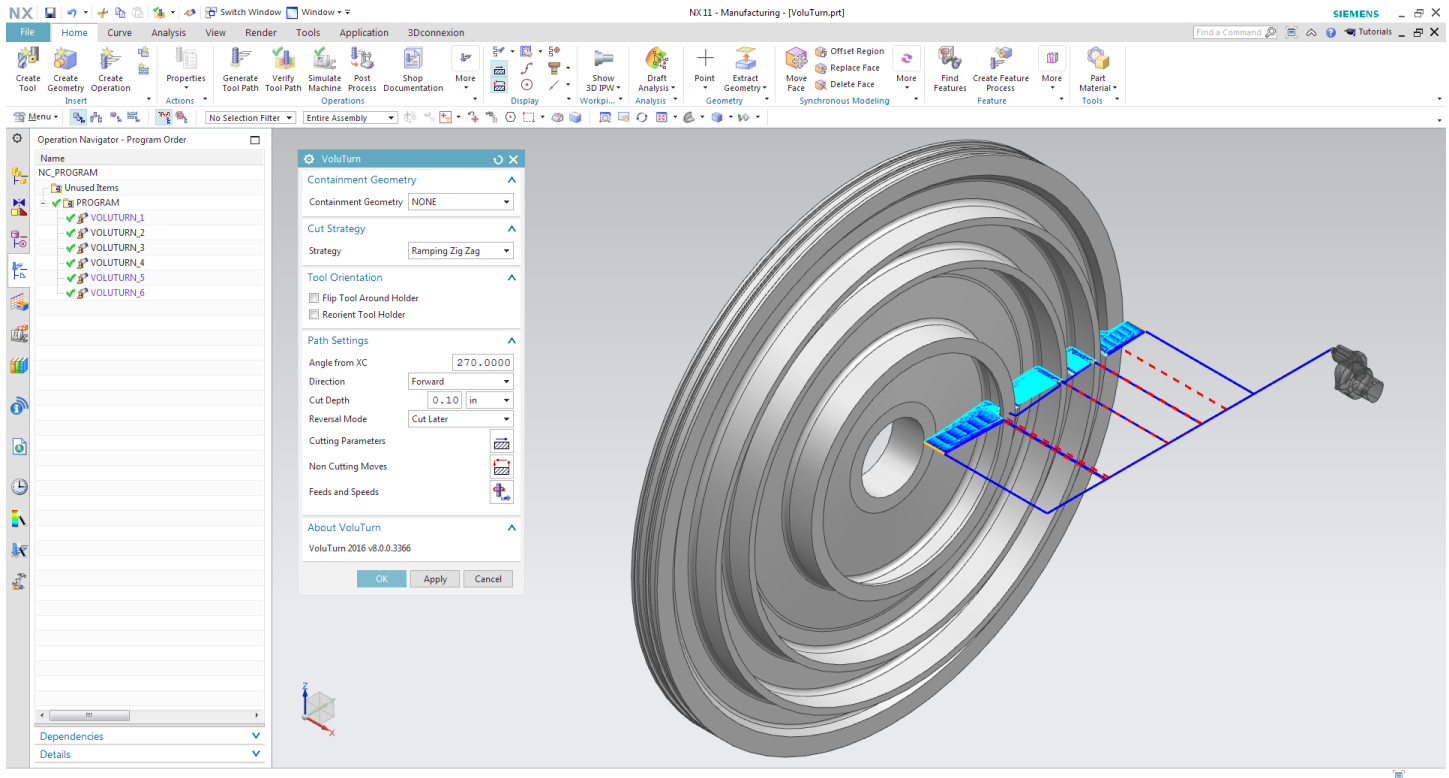 NX Switch Window Window NX 11 - Manufacturing - [VoluTurn.prt] SIEMENS
File Home Curve Analysis View Render Tools Application 3Dconnexion Find a Command Tutorials
Offset Region
Replace Face
Delete Face
Create Tool Create Geometry Create Operation Properties Generate Tool Path Verify Tool Path Simulate Machine Post Process Shop Documentation More Show 3D IPW Draft Analysis Point Extract Geometry Move Face More Find Features Create Feature Process More Part Material
Insert Actions Operations Display Workpi... Analysis Geometry Synchronous Modeling Feature Tools
Menu No Selection Filter Entire Assembly
Operation Navigator - Program Order
Name
NC_PROGRAM
Unused Items
PROGRAM
VOLUTURN_1
VOLUTURN_2
VOLUTURN_3
VOLUTURN_4
VOLUTURN_5
VOLUTURN_6
Dependencies
Details
VoluTurn
Containment Geometry
Containment Geometry NONE
Cut Strategy
Strategy Ramping Zig Zag
Tool Orientation
Flip Tool Around Holder
Reorient Tool Holder
Path Settings
Angle from XC 270.0000
Direction Forward
Cut Depth 0.10 in
Reversal Mode Cut Later
Cutting Parameters
Non Cutting Moves
Feeds and Speeds
About VoluTurn
VoluTurn 2016 v8.0.0.3366
OK Apply Cancel
Z
X